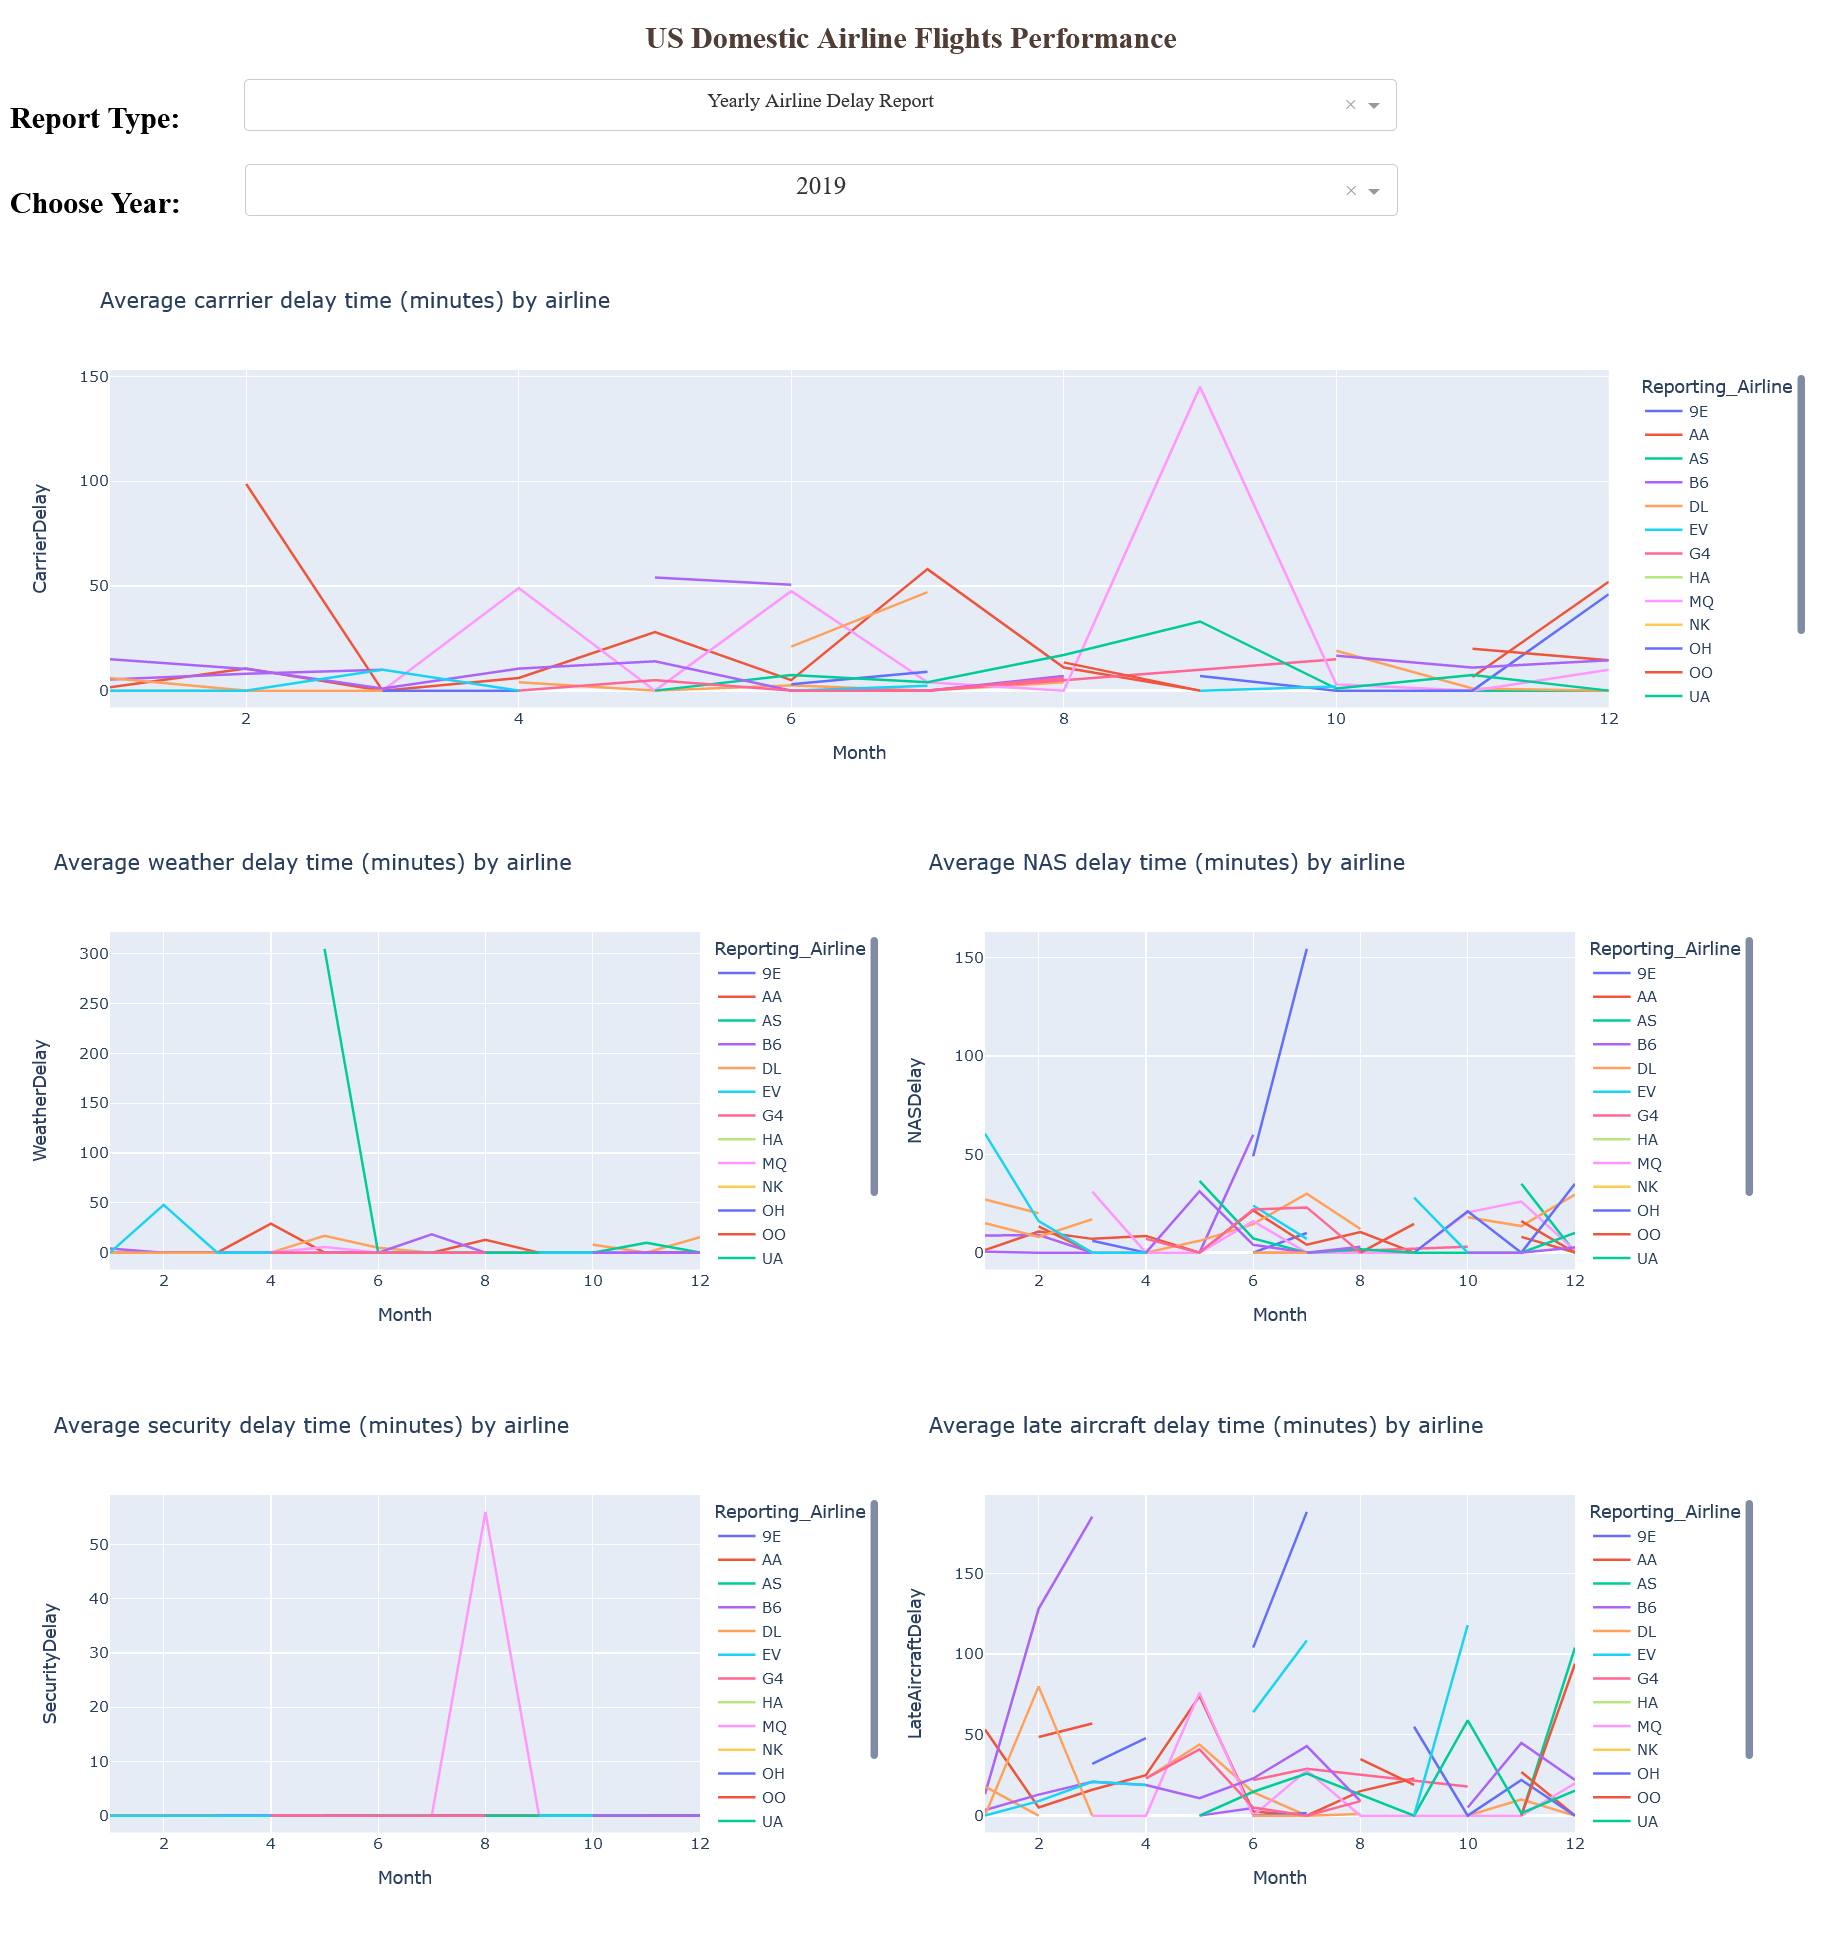 US Domestic Airline Flights Performance
Report Type:
Yearly Airline Delay Report
×
Choose Year:
2019
×
Average carrrier delay time (minutes) by airline
150
100
50
0
CarrierDelay
2 4 6 8 10 12
Month
Reporting_Airline
9E
AA
AS
B6
DL
EV
G4
HA
MQ
NK
OH
OO
UA
Average weather delay time (minutes) by airline
300
250
200
150
100
50
0
WeatherDelay
2 4 6 8 10 12
Month
Reporting_Airline
9E
AA
AS
B6
DL
EV
G4
HA
MQ
NK
OH
OO
UA
Average NAS delay time (minutes) by airline
150
100
50
0
NASDelay
2 4 6 8 10 12
Month
Reporting_Airline
9E
AA
AS
B6
DL
EV
G4
HA
MQ
NK
OH
OO
UA
Average security delay time (minutes) by airline
50
40
30
20
10
0
SecurityDelay
2 4 6 8 10 12
Month
Reporting_Airline
9E
AA
AS
B6
DL
EV
G4
HA
MQ
NK
OH
OO
UA
Average late aircraft delay time (minutes) by airline
150
100
50
0
LateAircraftDelay
2 4 6 8 10 12
Month
Reporting_Airline
9E
AA
AS
B6
DL
EV
G4
HA
MQ
NK
OH
OO
UA